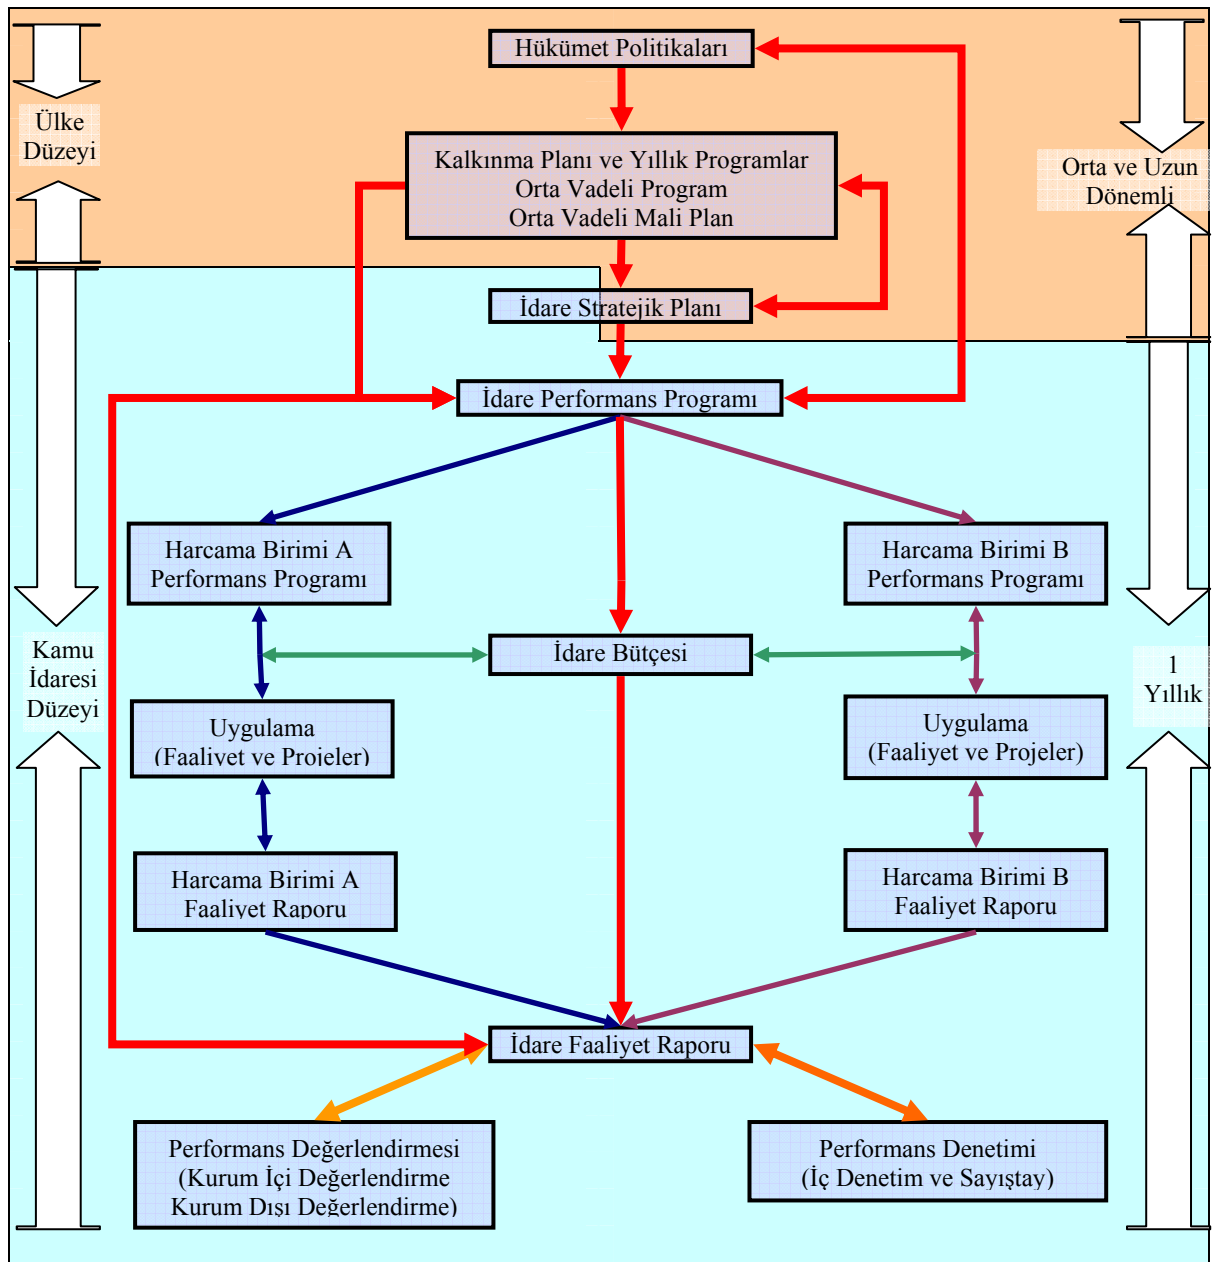 Hükümet Politikaları
Ülke
Düzeyi
Kalkınma Planı ve Yıllık Programlar
Orta Vadeli Program
Orta Vadeli Mali Plan
Orta ve Uzun
Dönemli
İdare Stratejik Planı
İdare Performans Programı
Harcama Birimi A
Performans Programı
Harcama Birimi B
Performans Programı
Kamu
İdaresi
Düzeyi
İdare Bütçesi
1
Yıllık
Uygulama
(Faaliyet ve Projeler)
Uygulama
(Faaliyet ve Projeler)
Harcama Birimi A
Faaliyet Raporu
Harcama Birimi B
Faaliyet Raporu
İdare Faaliyet Raporu
Performans Değerlendirmesi
(Kurum İçi Değerlendirme
Kurum Dışı Değerlendirme)
Performans Denetimi
(İç Denetim ve Sayıştay)